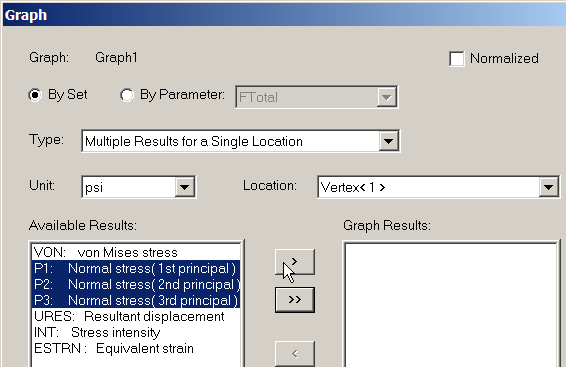 Graph
Graph: Graph1 Normalized
By Set By Parameter: FTotal
Type: Multiple Results for a Single Location
Unit: psi Location: Vertex< 1 >
Available Results: Graph Results:
VON: von Mises stress
P1: Normal stress( 1st principal )
P2: Normal stress( 2nd principal )
P3: Normal stress( 3rd principal )
URES: Resultant displacement
INT: Stress intensity
ESTRN : Equivalent strain
>
>>
<